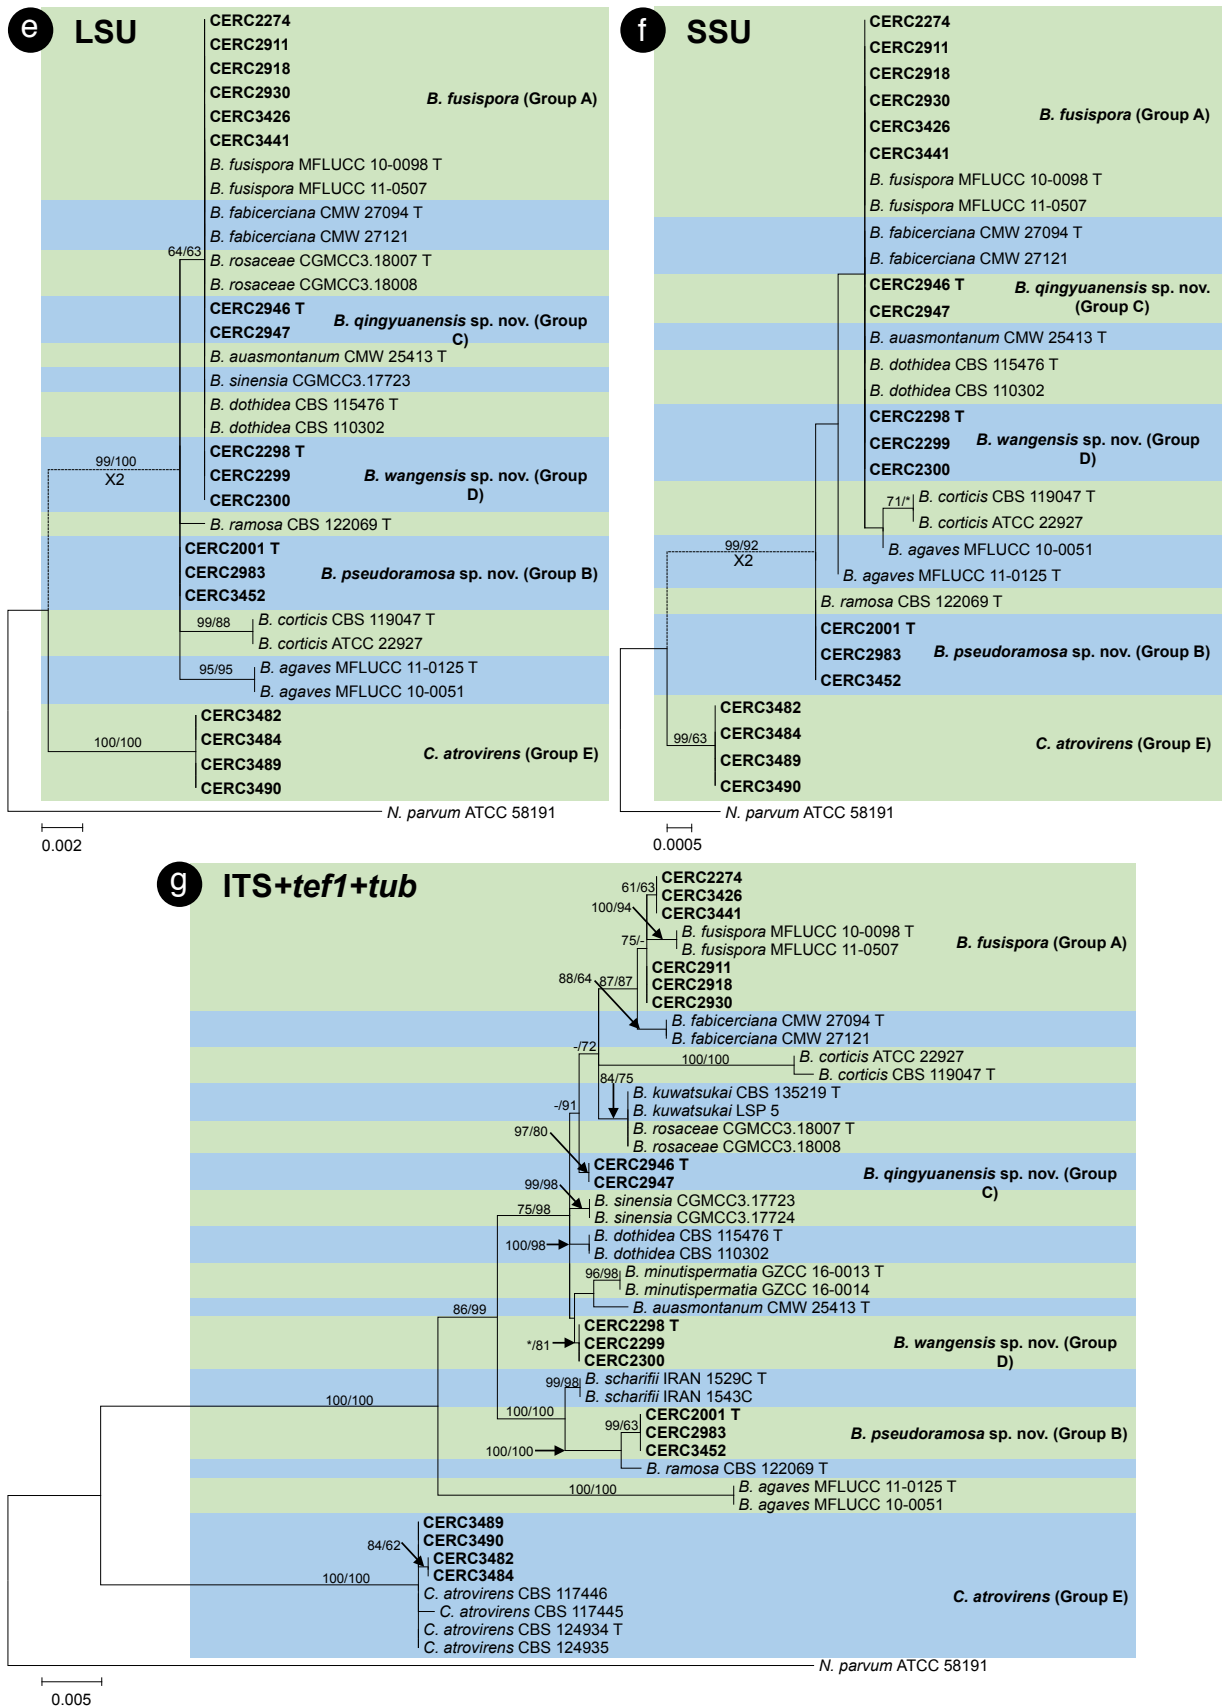 e LSU
CERC2274
CERC2911
CERC2918
CERC2930
B. fusispora (Group A)
CERC3426
CERC3441
B. fusispora MFLUCC 10-0098 T
B. fusispora MFLUCC 11-0507
B. fabicerciana CMW 27094 T
B. fabicerciana CMW 27121
64/63
B. rosaceae CGMCC3.18007 T
B. rosaceae CGMCC3.18008
CERC2946 T
B. qingyuanensis sp. nov. (Group
C)
CERC2947
B. auasmontanum CMW 25413 T
B. sinensia CGMCC3.17723
B. dothidea CBS 115476 T
B. dothidea CBS 110302
CERC2298 T
99/100
X2
CERC2299
B. wangensis sp. nov. (Group
D)
CERC2300
B. ramosa CBS 122069 T
CERC2001 T
CERC2983
B. pseudoramosa sp. nov. (Group B)
CERC3452
99/88
B. corticis CBS 119047 T
B. corticis ATCC 22927
95/95
B. agaves MFLUCC 11-0125 T
B. agaves MFLUCC 10-0051
CERC3482
CERC3484
100/100
C. atrovirens (Group E)
CERC3489
CERC3490
N. parvum ATCC 58191
0.002
f SSU
CERC2274
CERC2911
CERC2918
CERC2930
B. fusispora (Group A)
CERC3426
CERC3441
B. fusispora MFLUCC 10-0098 T
B. fusispora MFLUCC 11-0507
B. fabicerciana CMW 27094 T
B. fabicerciana CMW 27121
CERC2946 T
B. qingyuanensis sp. nov.
(Group C)
CERC2947
B. auasmontanum CMW 25413 T
B. dothidea CBS 115476 T
B. dothidea CBS 110302
CERC2298 T
CERC2299
B. wangensis sp. nov. (Group
D)
CERC2300
71/*
B. corticis CBS 119047 T
B. corticis ATCC 22927
99/92
X2
B. agaves MFLUCC 10-0051
B. agaves MFLUCC 11-0125 T
B. ramosa CBS 122069 T
CERC2001 T
CERC2983
B. pseudoramosa sp. nov. (Group B)
CERC3452
CERC3482
CERC3484
99/63
C. atrovirens (Group E)
CERC3489
CERC3490
N. parvum ATCC 58191
0.0005
g ITS+tef1+tub
CERC2274
61/63
CERC3426
100/94
CERC3441
B. fusispora MFLUCC 10-0098 T
75/-
B. fusispora MFLUCC 11-0507
B. fusispora (Group A)
CERC2911
88/64
87/87
CERC2918
CERC2930
B. fabicerciana CMW 27094 T
B. fabicerciana CMW 27121
-/72
100/100
B. corticis ATCC 22927
B. corticis CBS 119047 T
84/75
B. kuwatsukai CBS 135219 T
-/91
B. kuwatsukai LSP 5
B. rosaceae CGMCC3.18007 T
97/80
B. rosaceae CGMCC3.18008
CERC2946 T
B. qingyuanensis sp. nov. (Group
C)
CERC2947
99/98
B. sinensia CGMCC3.17723
75/98
B. sinensia CGMCC3.17724
B. dothidea CBS 115476 T
100/98
B. dothidea CBS 110302
96/98
B. minutispermatia GZCC 16-0013 T
B. minutispermatia GZCC 16-0014
86/99
B. auasmontanum CMW 25413 T
CERC2298 T
*/81
CERC2299
B. wangensis sp. nov. (Group
D)
CERC2300
99/98
B. scharifii IRAN 1529C T
B. scharifii IRAN 1543C
100/100
100/100
CERC2001 T
99/63
CERC2983
B. pseudoramosa sp. nov. (Group B)
100/100
CERC3452
B. ramosa CBS 122069 T
100/100
B. agaves MFLUCC 11-0125 T
B. agaves MFLUCC 10-0051
CERC3489
CERC3490
84/62
CERC3482
CERC3484
100/100
C. atrovirens CBS 117446
C. atrovirens (Group E)
C. atrovirens CBS 117445
C. atrovirens CBS 124934 T
C. atrovirens CBS 124935
N. parvum ATCC 58191
0.005